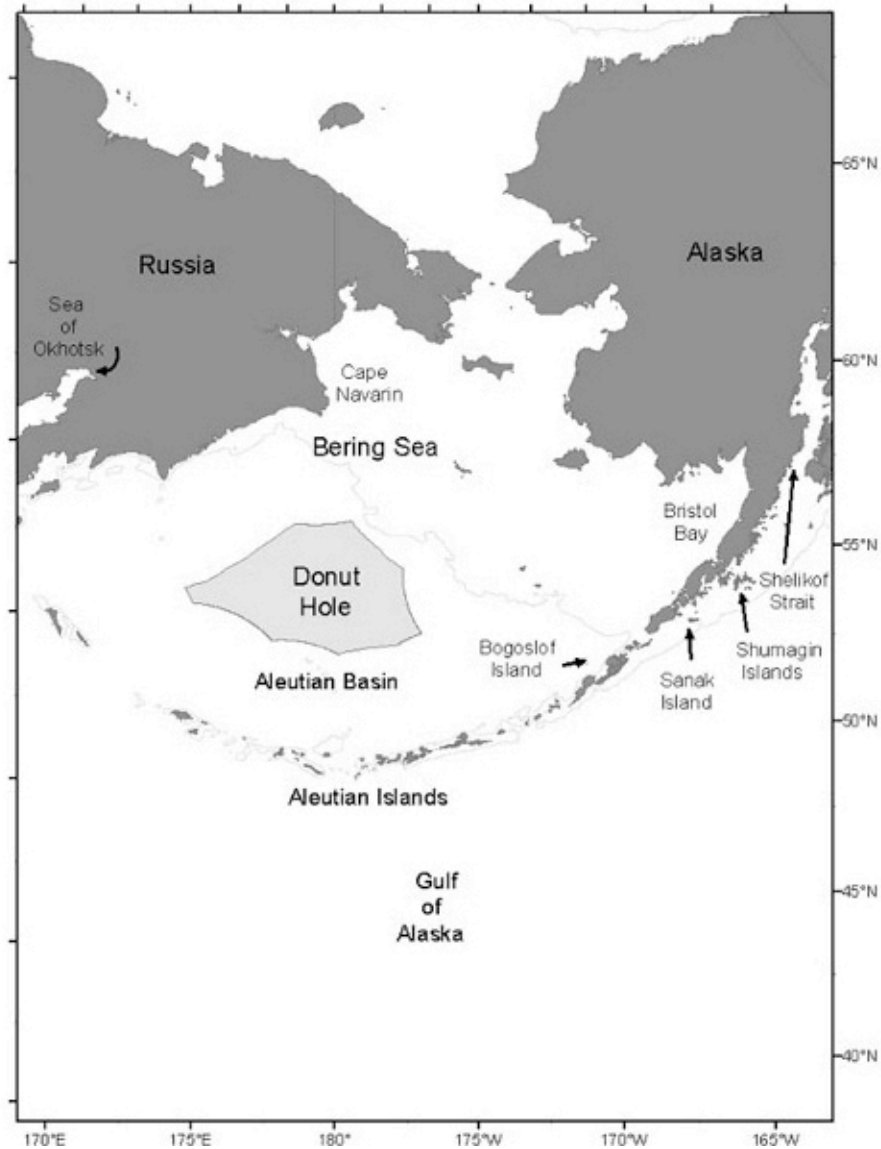 65°N
Russia
Alaska
Sea
of
Okhotsk
60°N
Cape
Navarin
Bering Sea
Bristol
Bay
55°N
Donut
Hole
Shelikof
Strait
Bogoslof
Island
Shumagin
Islands
Aleutian Basin
Sanak
Island
50°N
Aleutian Islands
Gulf
of
Alaska
45°N
40°N
170°E
175°E
180°
175°W
170°W
165°W